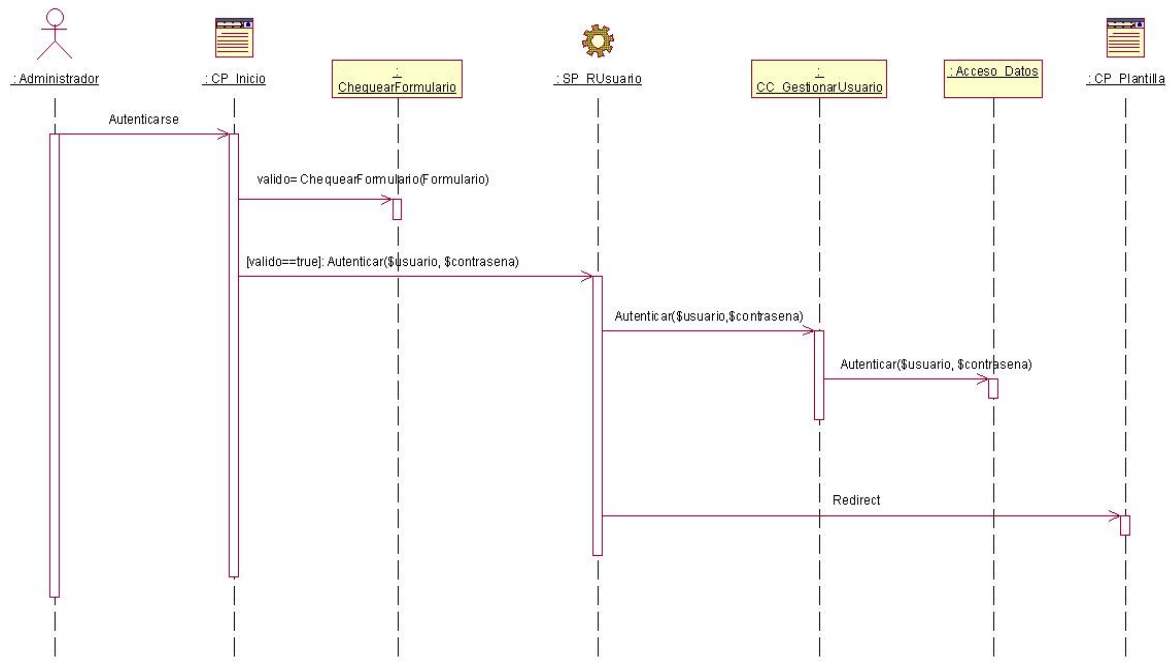 : Administrador
: CP_Inicio
:
ChequearFormulario
: SP_RUsuario
:
CC_GestionarUsuario
: Acceso_Datos
: CP_Plantilla
Autenticarse
valido= ChequearFormulario(Formulario)
[valido==true]: Autenticar($usuario, $contrasena)
Autenticar($usuario,$contrasena)
Autenticar($usuario, $contrasena)
Redirect